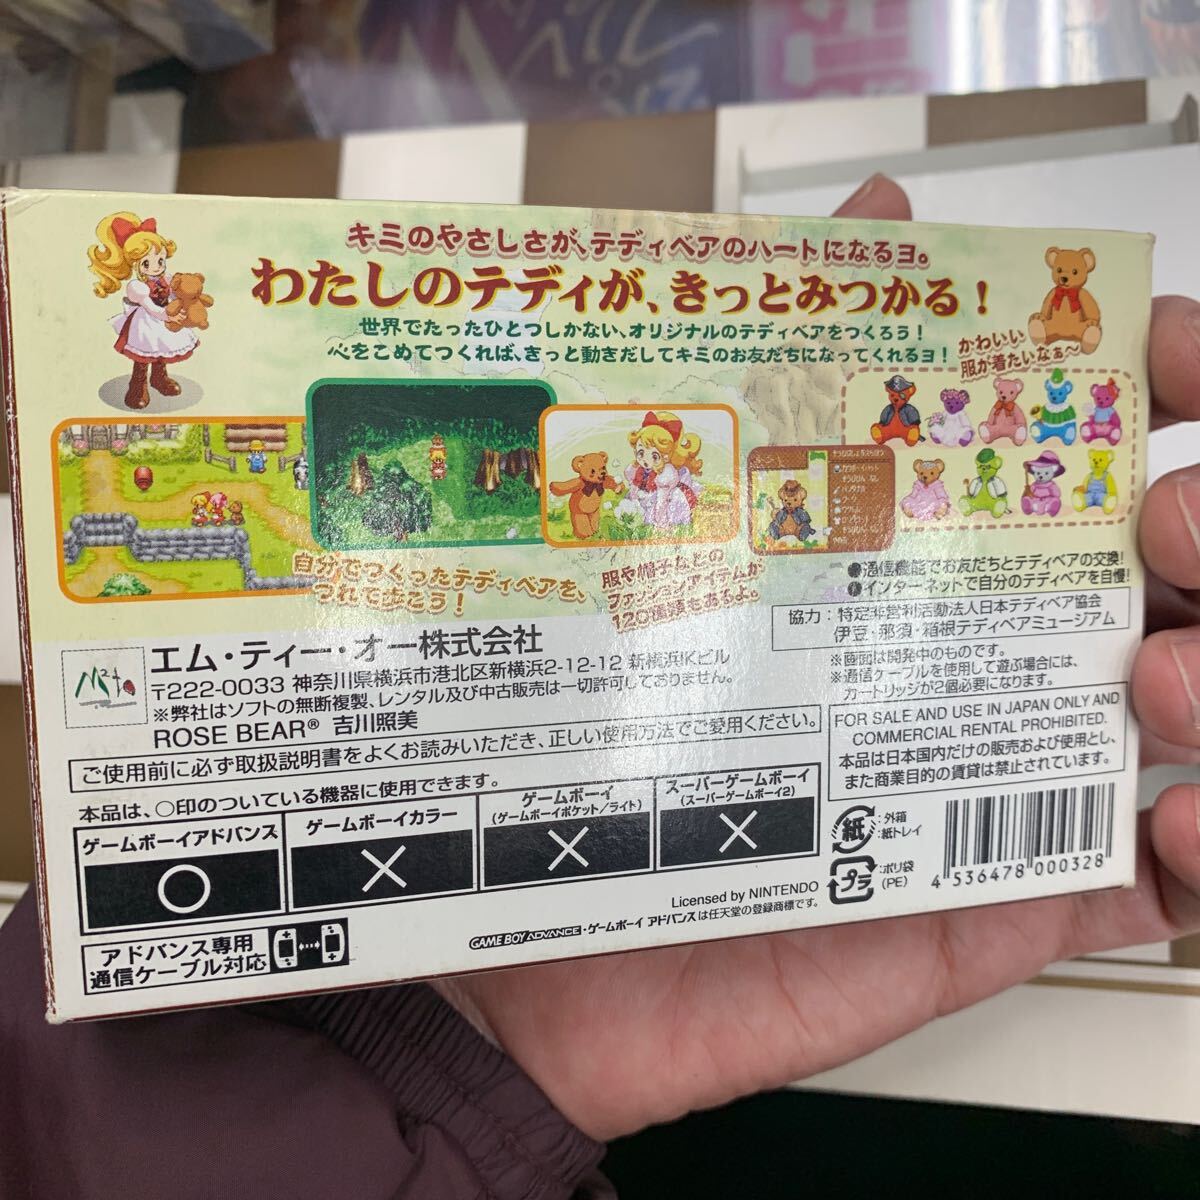 キミのやさしさが、テディベアのハートになるヨ。
わたしのテディが、きっとみつかる！
世界でたったひとつしかない、オリジナルのテディベアをつくろう！
心をこめてつくれば、きっと動きだしてキミのお友だちになってくれるヨ！
かわいい
服が着たいなぁ〜
自分でつくったテディベアを、
つれて歩こう！
服や帽子などの
ファッションアイテムが
120種類もあるよ。
●通信機能でお友だちとテディベアの交換！
●インターネットで自分のテディベアを自慢！
協力：特定非営利活動法人日本テディベア協会
伊豆・那須・箱根テディベアミュージアム
※画面は開発中のものです。
※通信ケーブルを使用して遊ぶ場合には、
カートリッジが2個必要になります。
エム・ティー・オー株式会社
〒222-0033 神奈川県横浜市港北区新横浜2-12-12 新横浜IKビル
※弊社はソフトの無断複製、レンタル及び中古販売は一切許可しておりません。
ROSE BEAR® 吉川照美
ご使用前に必ず取扱説明書をよくお読みいただき、正しい使用方法でご愛用ください。
FOR SALE AND USE IN JAPAN ONLY AND
COMMERCIAL RENTAL PROHIBITED.
本品は日本国内だけの販売および使用とし、
また商業目的の賃貸は禁止されています。
本品は、○印のついている機器に使用できます。
ゲームボーイアドバンス
ゲームボーイカラー
ゲームボーイ
(ゲームボーイポケット/ライト)
スーパーゲームボーイ
(スーパーゲームボーイ2)
○ × × ×
紙
：外箱
：紙トレイ
プラ
：ポリ袋
(PE)
4 536478 000328
アドバンス専用
通信ケーブル対応
Licensed by NINTENDO
GAME BOY ADVANCE・ゲームボーイ アドバンスは任天堂の登録商標です。